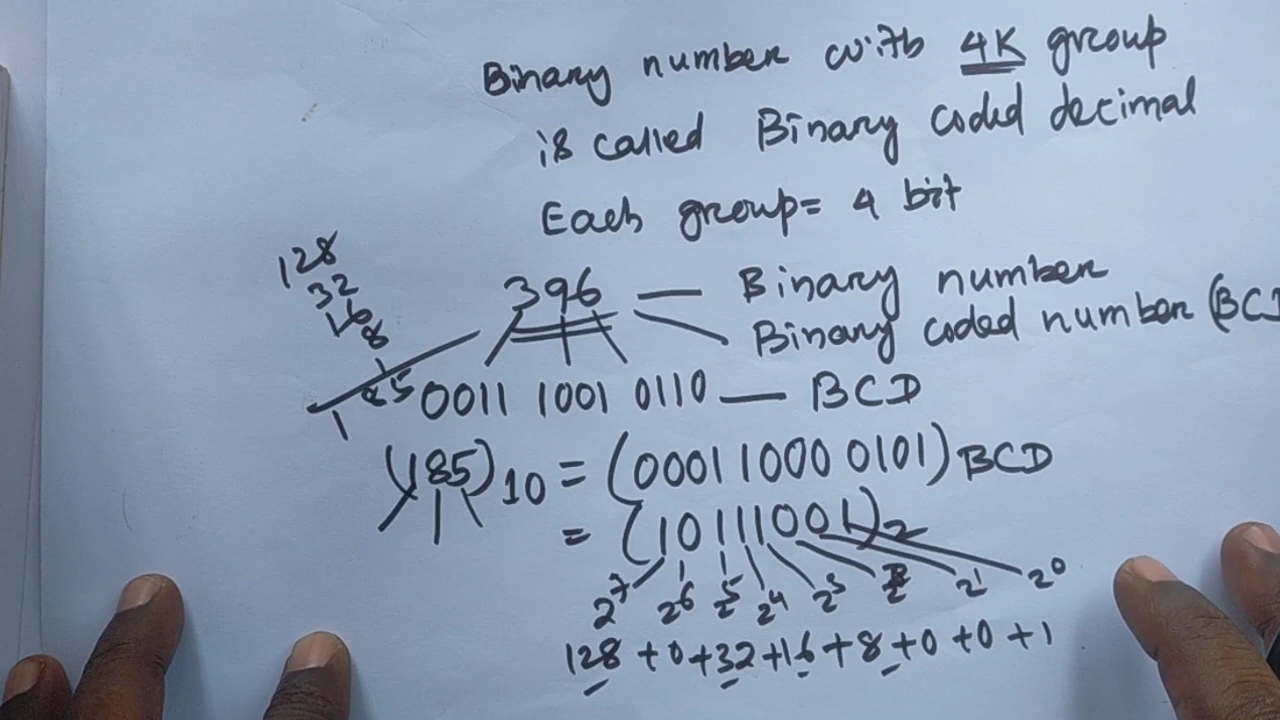 Binary number with 4K group
is called Binary coded decimal
Each group= 4 bit
128
32
16
8
1
185
396 — Binary number
Binary coded number (BCD
0011 1001 0110 — BCD
(185)10 = (0001 1000 0101)BCD
= (10111001)2
2^7 2^6 2^5 2^4 2^3 2^2 2^1 2^0
128 + 0 + 32 + 16 + 8 + 0 + 0 + 1